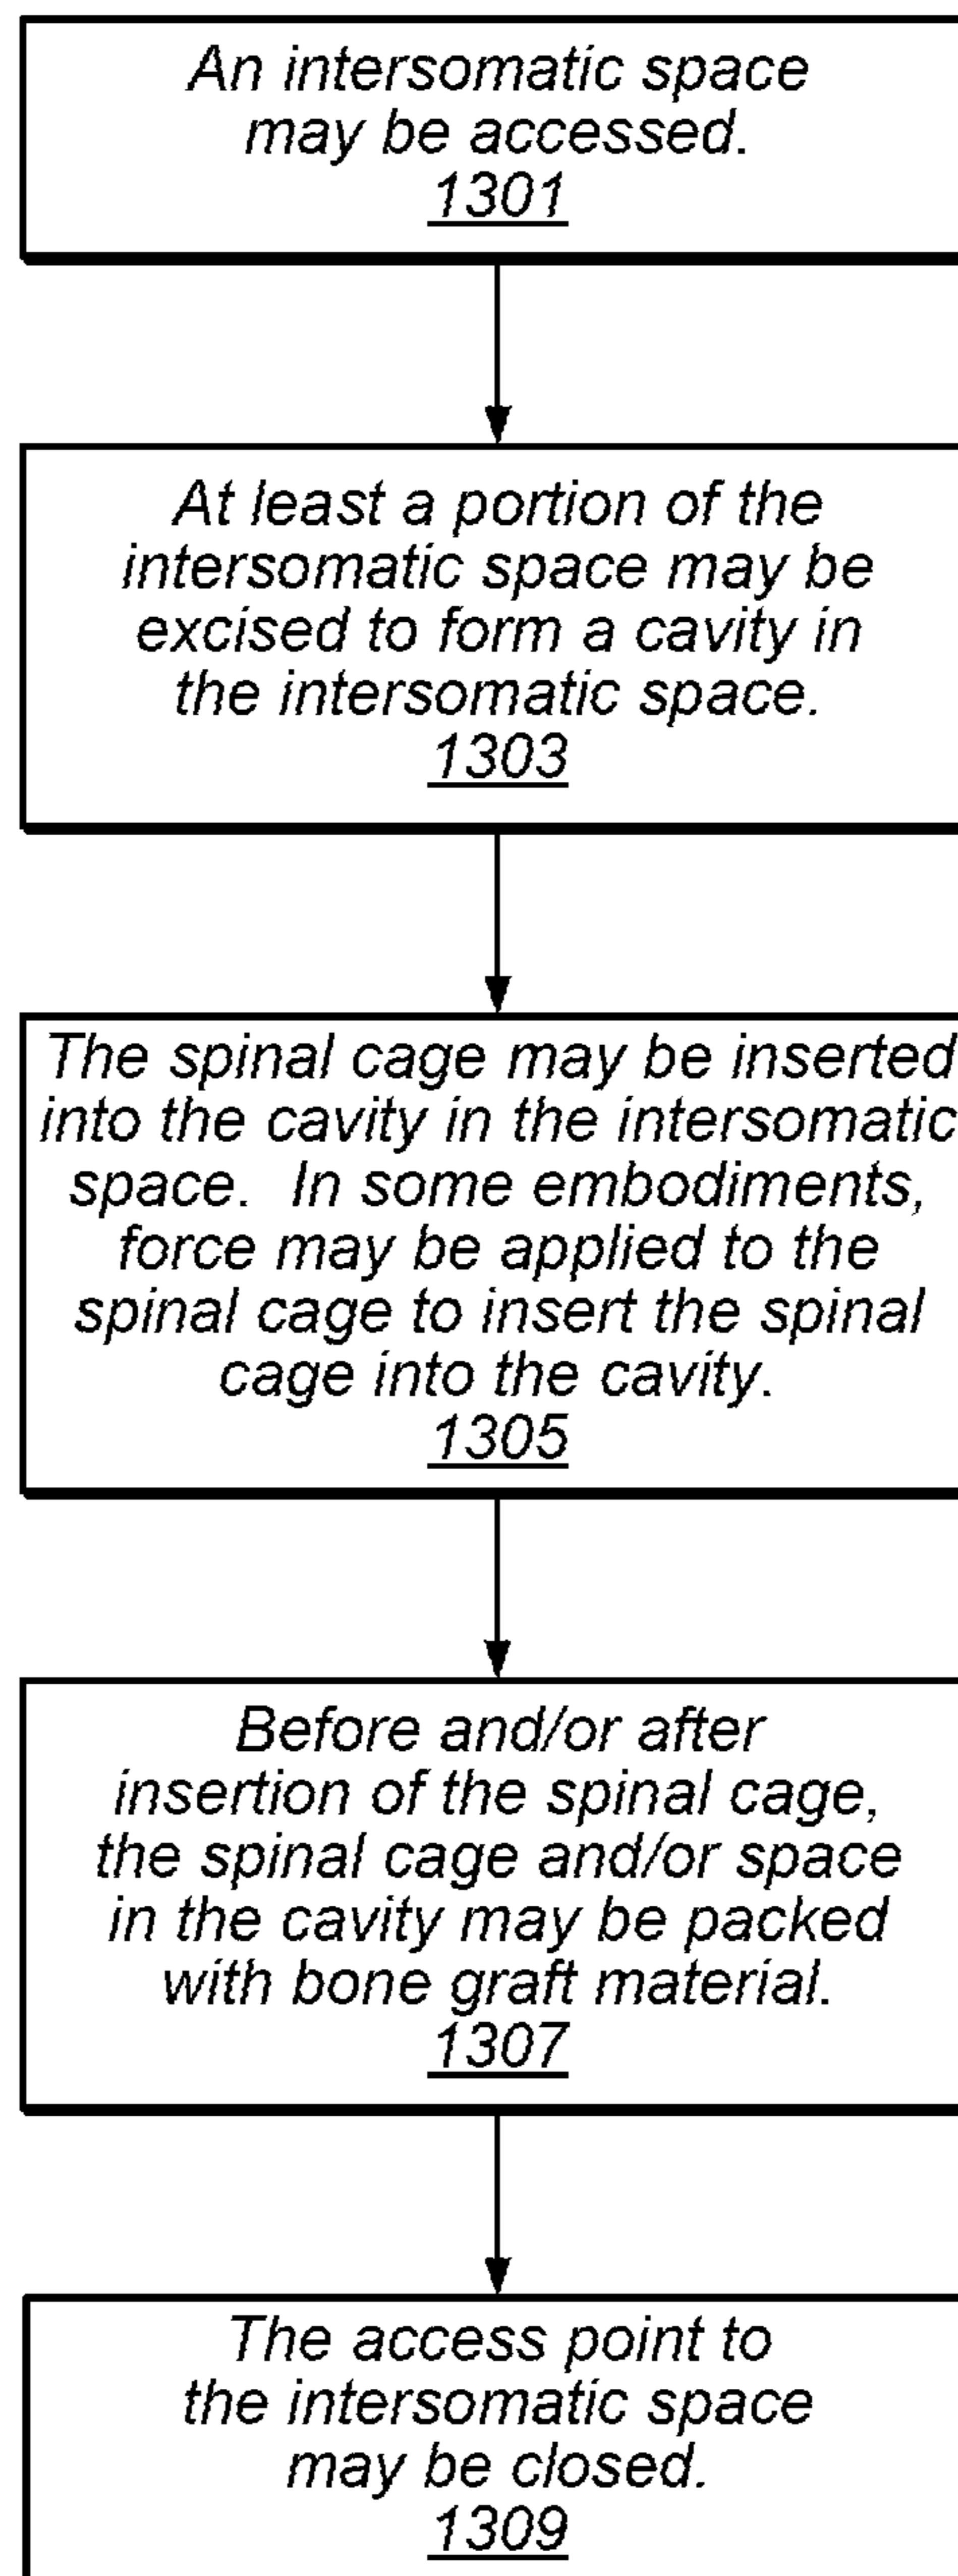 An intersomatic space
may be accessed.
1301
At least a portion of the
intersomatic space may be
excised to form a cavity in
the intersomatic space.
1303
The spinal cage may be inserted
into the cavity in the intersomatic
space.  In some embodiments,
force may be applied to the
spinal cage to insert the spinal
cage into the cavity.
1305
Before and/or after
insertion of the spinal cage,
the spinal cage and/or space
in the cavity may be packed
with bone graft material.
1307
The access point to
the intersomatic space
may be closed.
1309